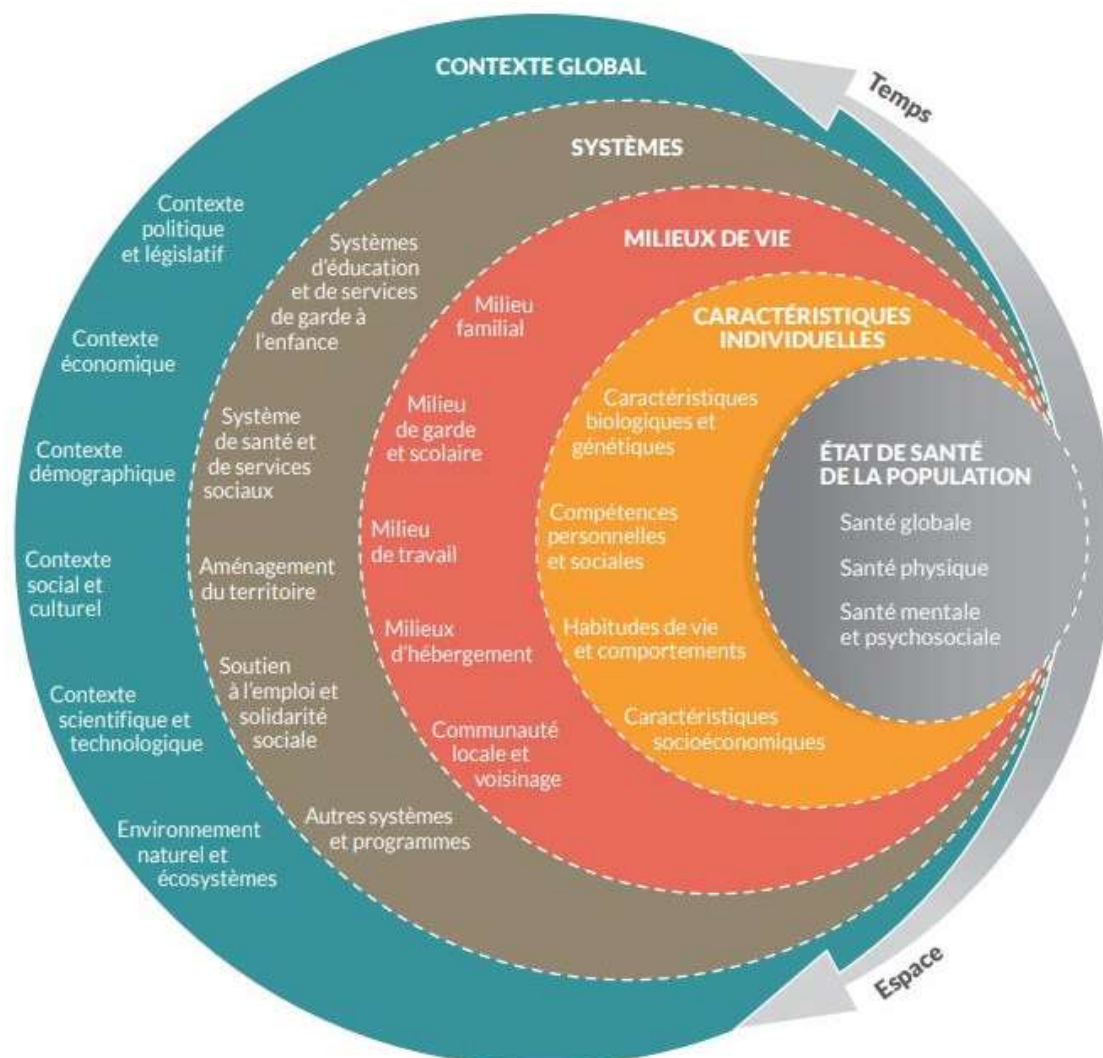 CONTEXTE GLOBAL
Temps
SYSTÈMES
Contexte
politique
et législatif
Systèmes
d'éducation
et de services
de garde à
l'enfance
MILIEUX DE VIE
Milieu
familial
CARACTÉRISTIQUES
INDIVIDUELLES
Contexte
économique
Système
de santé et
de services
sociaux
Milieu
de garde
et scolaire
Caractéristiques
biologiques et
génétiques
ÉTAT DE SANTÉ
DE LA POPULATION
Santé globale
Santé physique
Santé mentale
et psychosociale
Contexte
démographique
Milieu
de travail
Compétences
personnelles
et sociales
Contexte
social et
culturel
Aménagement
du territoire
Milieux
d'hébergement
Habitudes de vie
et comportements
Contexte
scientifique et
technologique
Soutien
à l'emploi et
solidarité
sociale
Communauté
locale et
voisinage
Caractéristiques
socioéconomiques
Environnement
naturel et
écosystèmes
Autres systèmes
et programmes
Espace